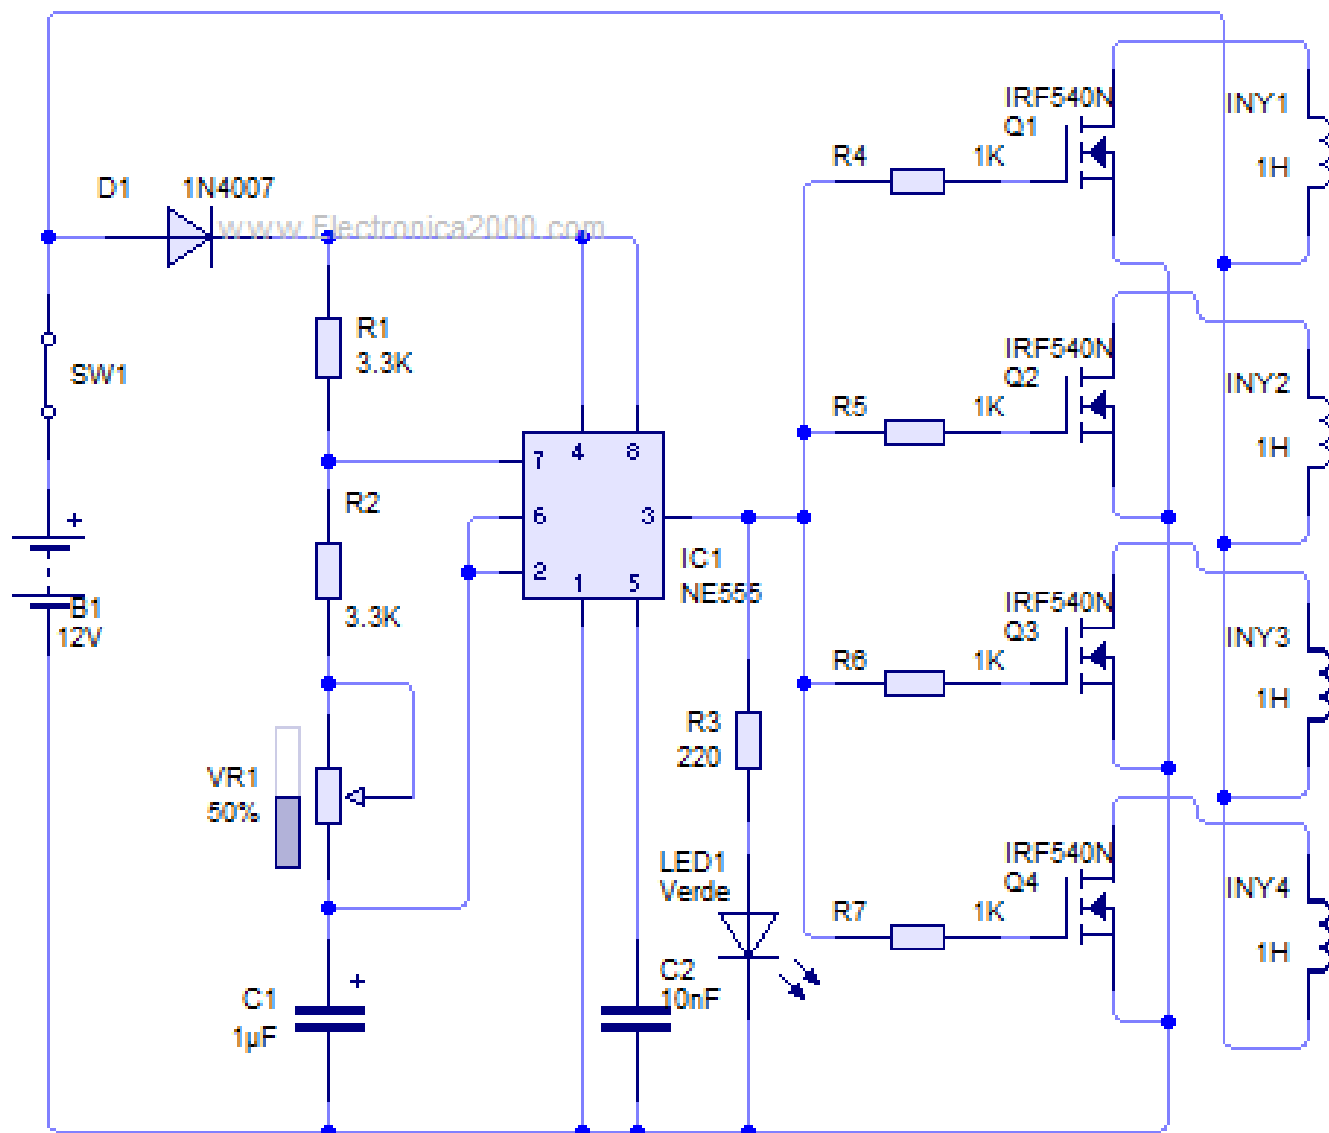 IRF540N
Q1
INY1
1H
R4
1K
D1
1N4007
www.Electronica2000.com
R1
3.3K
SW1
IRF540N
Q2
INY2
1H
R5
1K
7
4
8
6
3
2
1
5
IC1
NE555
R2
3.3K
+
B1
12V
IRF540N
Q3
INY3
1H
R6
1K
R3
220
VR1
50%
LED1
Verde
IRF540N
Q4
INY4
1H
R7
1K
+
C1
1µF
C2
10nF